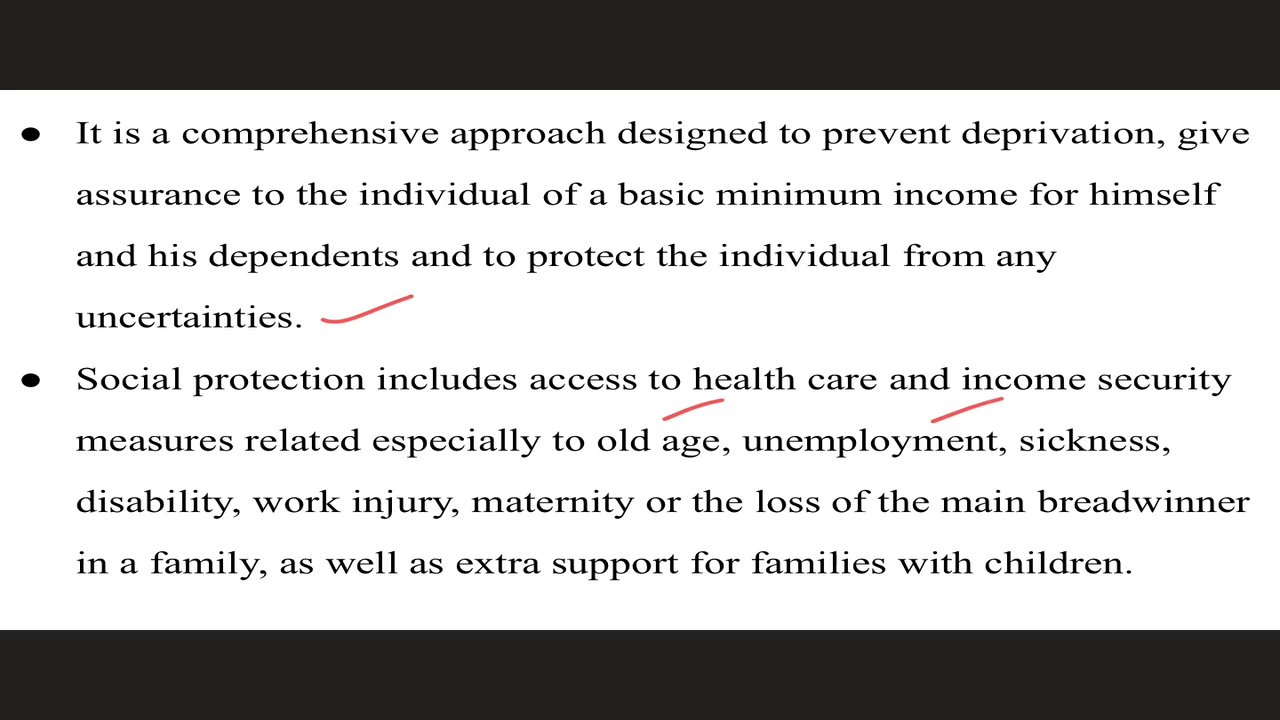 ● It is a comprehensive approach designed to prevent deprivation, give
assurance to the individual of a basic minimum income for himself
and his dependents and to protect the individual from any
uncertainties.
● Social protection includes access to health care and income security
measures related especially to old age, unemployment, sickness,
disability, work injury, maternity or the loss of the main breadwinner
in a family, as well as extra support for families with children.